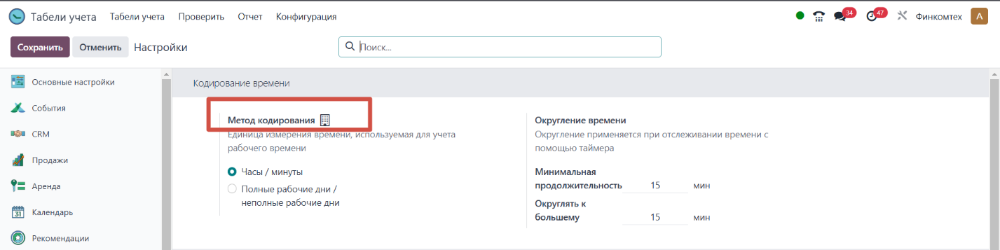 Табели учета Табели учета Проверить Отчет Конфигурация 34 47 Финкомтех A
Сохранить Отменить Настройки Поиск...
Основные настройки
События
CRM
Продажи
Аренда
31 Календарь
Рекомендации
Кодирование времени
Метод кодирования
Единица измерения времени, используемая для учета
рабочего времени
Часы / минуты
Полные рабочие дни /
неполные рабочие дни
Округление времени
Округление применяется при отслеживании времени с
помощью таймера
Минимальная
продолжительность 15 мин
Округлять к
большему 15 мин